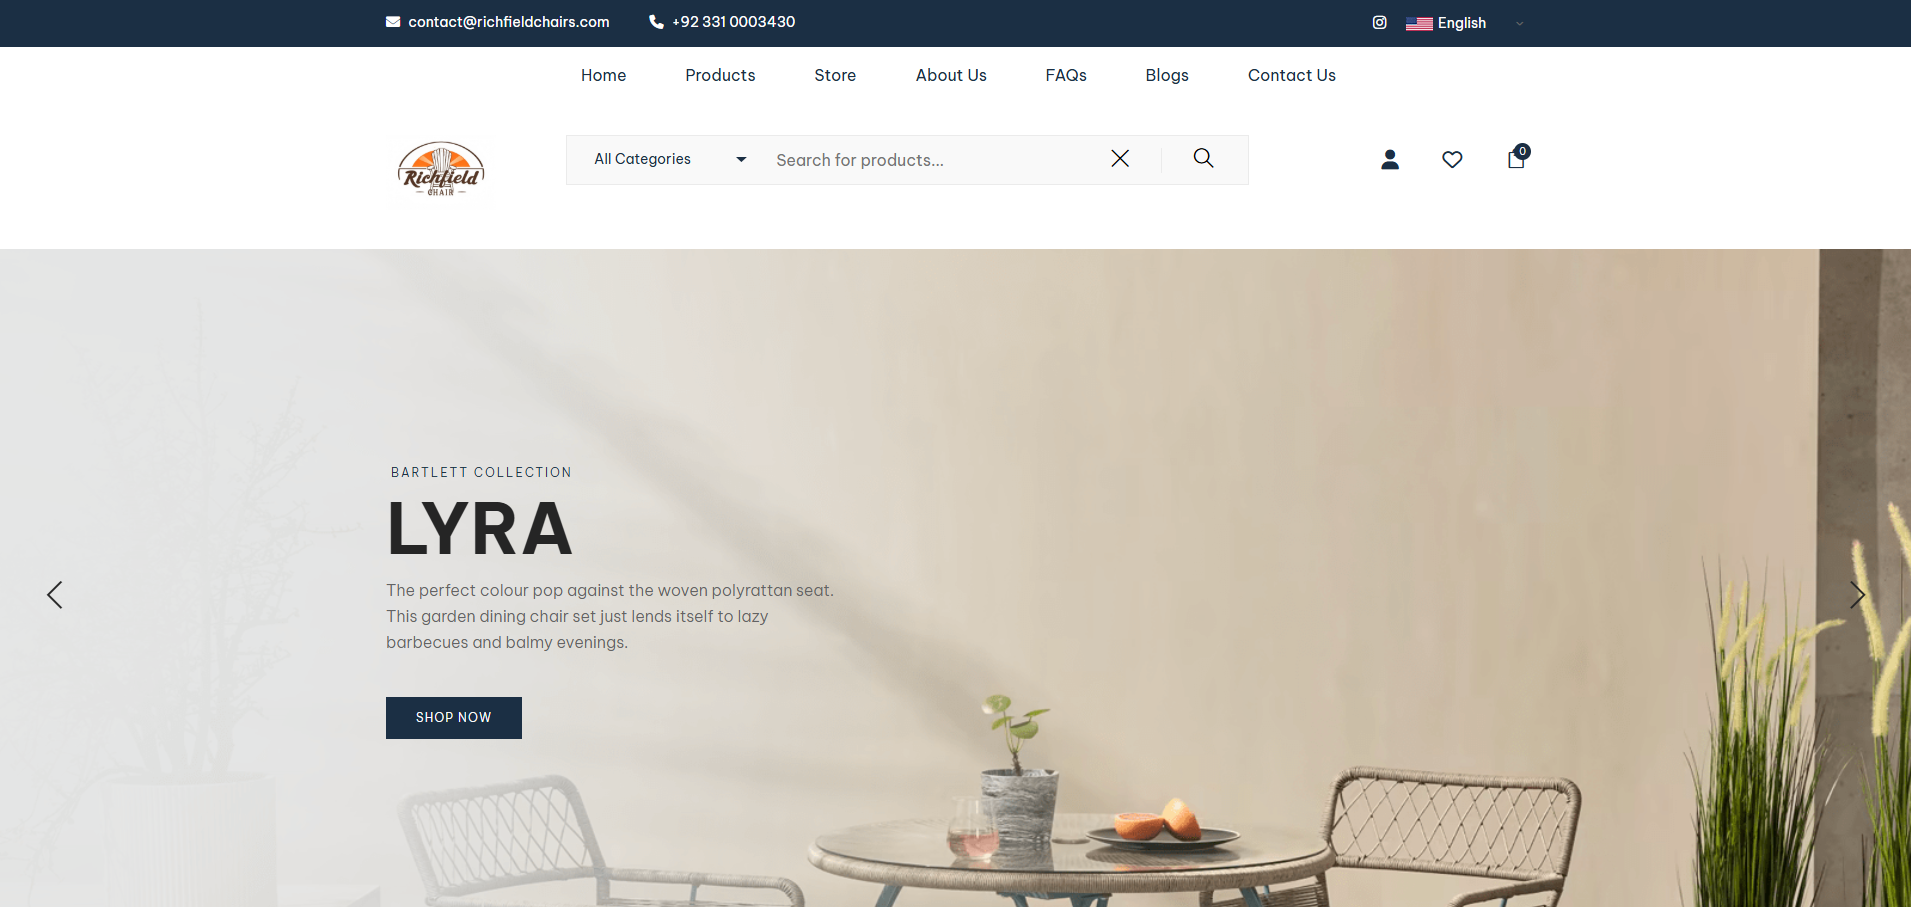 contact@richfieldchairs.com +92 331 0003430 English
Home Products Store About Us FAQs Blogs Contact Us
Richfield
CHAIR
All Categories Search for products... 0
BARTLETT COLLECTION
LYRA
The perfect colour pop against the woven polyrattan seat.
This garden dining chair set just lends itself to lazy
barbecues and balmy evenings.
SHOP NOW